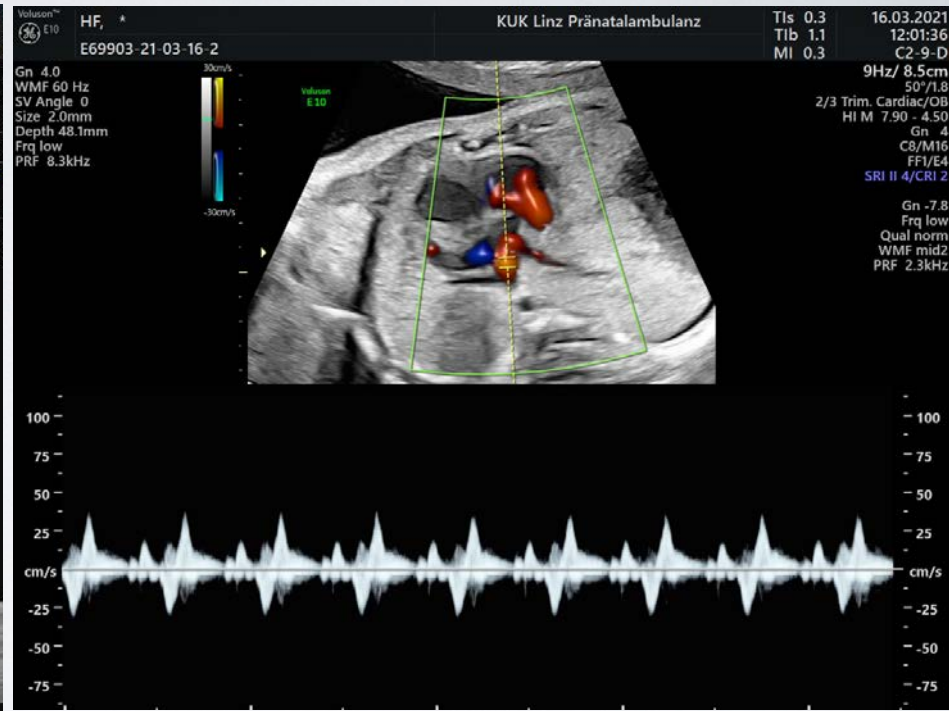 Voluson™
E10
HF, *
E69903-21-03-16-2
KUK Linz Pränatalambulanz
TIs 0.3
TIb 1.1
MI 0.3
16.03.2021
12:01:36
C2-9-D
Gn 4.0
WMF 60 Hz
SV Angle 0
Size 2.0mm
Depth 48.1mm
Frq low
PRF 8.3kHz
30cm/s
-30cm/s
Voluson
E10
9Hz/ 8.5cm
50°/1.8
2/3 Trim. Cardiac/OB
HI M 7.90 - 4.50
Gn 4
C8/M16
FF1/E4
SRI II 4/CRI 2
Gn -7.8
Frq low
Qual norm
WMF mid2
PRF 2.3kHz
100
75
50
25
cm/s
-25
-50
-75
100
75
50
25
cm/s
-25
-50
-75